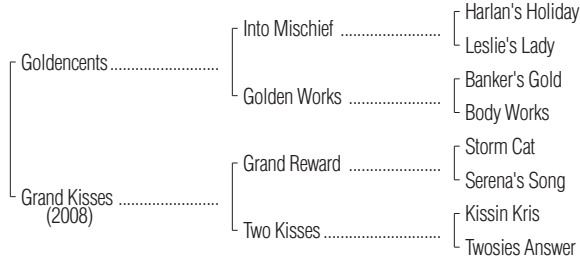 Harlan's Holiday
Into Mischief ....................
Leslie's Lady
Goldencents ......................
Banker's Gold
Golden Works ..................
Body Works
Storm Cat
Grand Reward ..................
Serena's Song
Grand Kisses ....................
(2008)
Kissin Kris
Two Kisses ........................
Twosies Answer